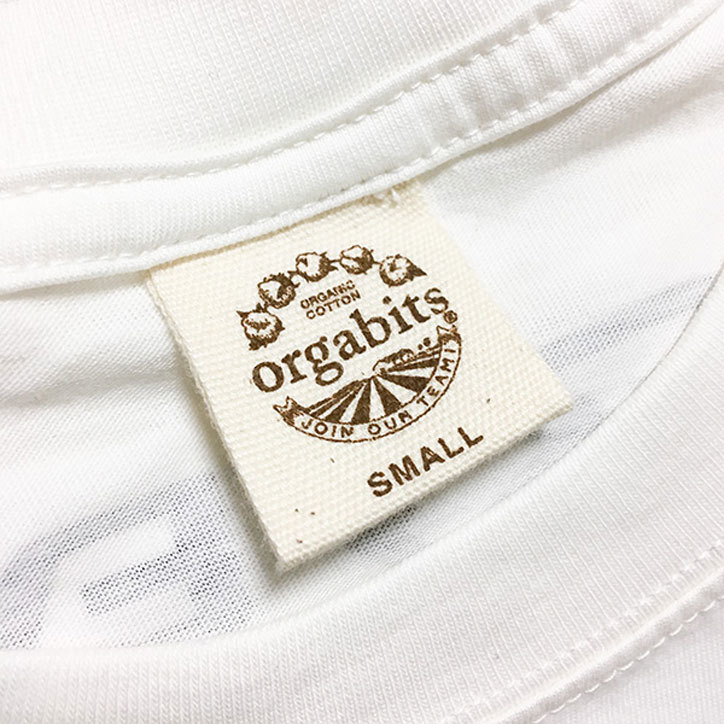 ORGANIC
COTTON
orgabits®
JOIN OUR TEAM!!
SMALL